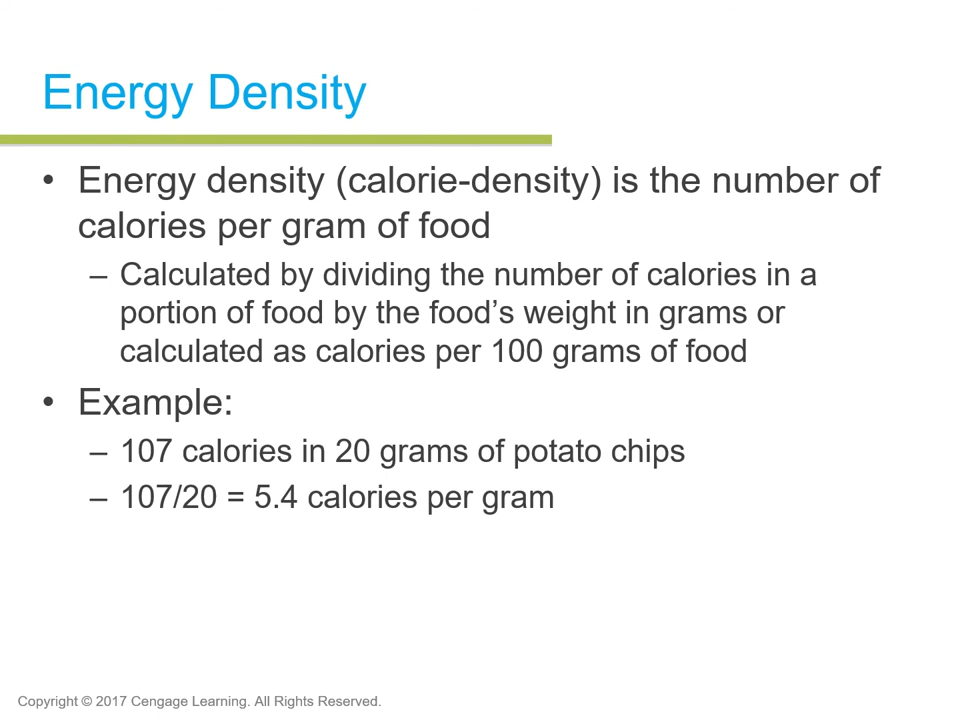 Energy Density
• Energy density (calorie-density) is the number of
calories per gram of food
– Calculated by dividing the number of calories in a
portion of food by the food’s weight in grams or
calculated as calories per 100 grams of food
• Example:
– 107 calories in 20 grams of potato chips
– 107/20 = 5.4 calories per gram
Copyright © 2017 Cengage Learning. All Rights Reserved.